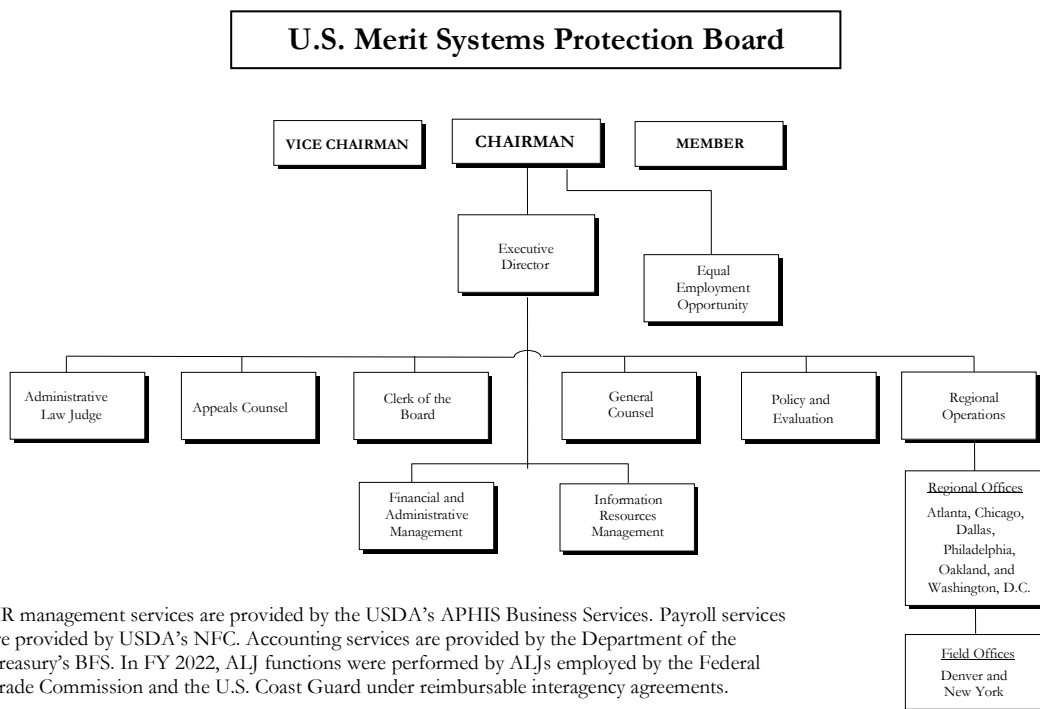 U.S. Merit Systems Protection Board
VICE CHAIRMAN
CHAIRMAN
MEMBER
Executive
Director
Equal
Employment
Opportunity
Administrative
Law Judge
Appeals Counsel
Clerk of the
Board
General
Counsel
Policy and
Evaluation
Regional
Operations
Financial and
Administrative
Management
Information
Resources
Management
Regional Offices
Atlanta, Chicago,
Dallas,
Philadelphia,
Oakland, and
Washington, D.C.
Field Offices
Denver and
New York
R management services are provided by the USDA's APHIS Business Services. Payroll services
re provided by USDA's NFC. Accounting services are provided by the Department of the
reasury's BFS. In FY 2022, ALJ functions were performed by ALJs employed by the Federal
rade Commission and the U.S. Coast Guard under reimbursable interagency agreements.